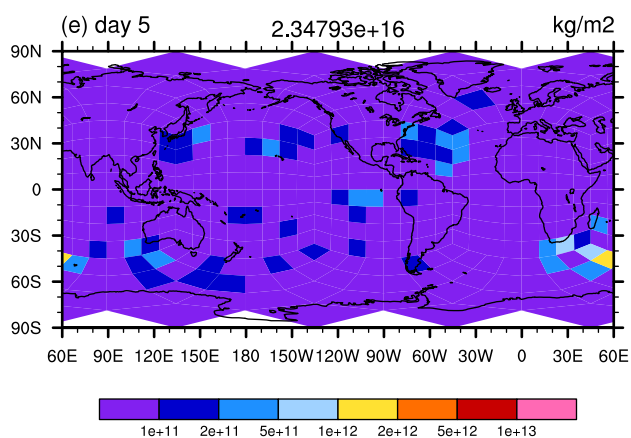 (e) day 5 2.34793e+16 kg/m2
90N
60N
30N
0
30S
60S
90S
60E 90E 120E 150E 180 150W 120W 90W 60W 30W 0 30E 60E
1e+11 2e+11 5e+11 1e+12 2e+12 5e+12 1e+13